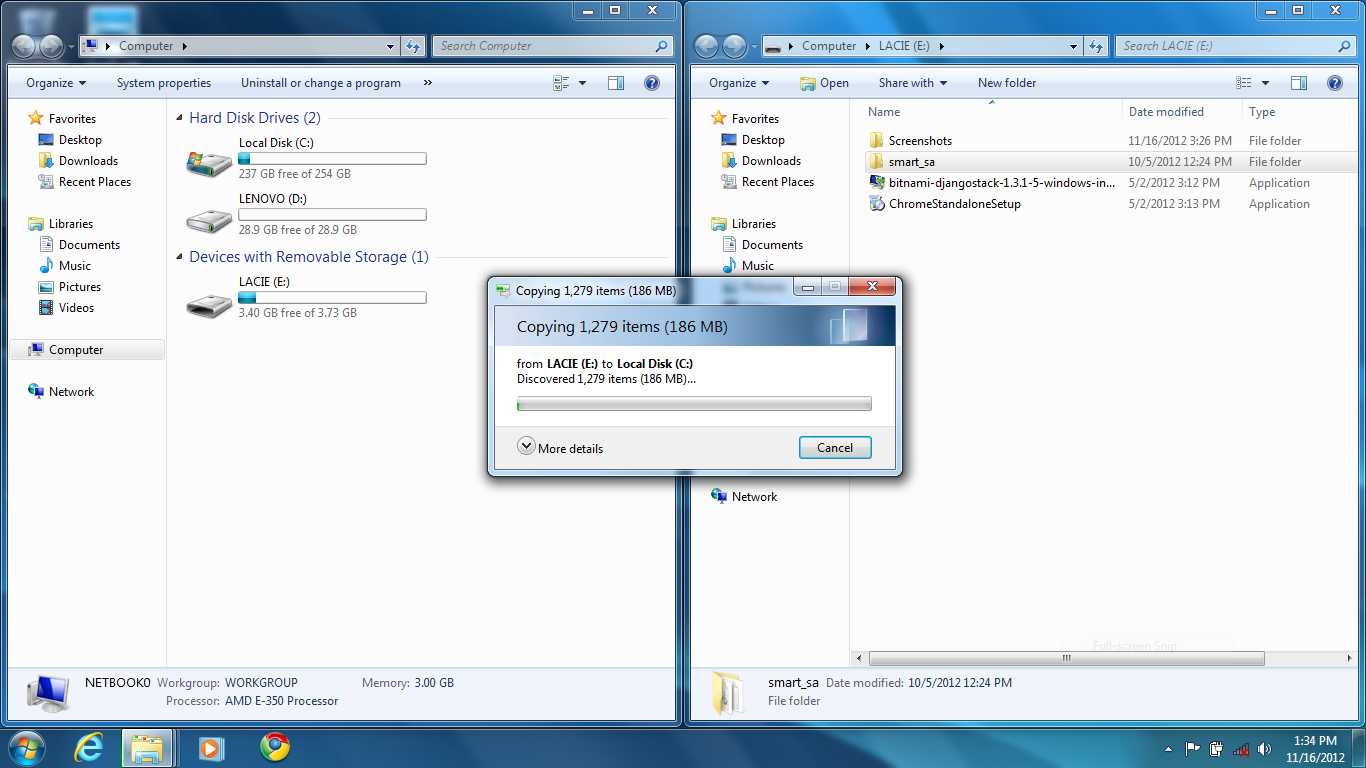 Computer
Search Computer
Organize
System properties
Uninstall or change a program
»
Favorites
Desktop
Downloads
Recent Places
Libraries
Documents
Music
Pictures
Videos
Computer
Network
Hard Disk Drives (2)
Local Disk (C:)
237 GB free of 254 GB
LENOVO (D:)
28.9 GB free of 28.9 GB
Devices with Removable Storage (1)
LACIE (E:)
3.40 GB free of 3.73 GB
NETBOOK0 Workgroup: WORKGROUP Memory: 3.00 GB
Processor: AMD E-350 Processor
Computer LACIE (E:)
Search LACIE (E:)
Organize
Open
Share with
New folder
Favorites
Desktop
Downloads
Recent Places
Libraries
Documents
Music
Pictures
Network
Name Date modified Type
Screenshots 11/16/2012 3:26 PM File folder
smart_sa 10/5/2012 12:24 PM File folder
bitnami-djangostack-1.3.1-5-windows-in... 5/2/2012 3:12 PM Application
ChromeStandaloneSetup 5/2/2012 3:13 PM Application
Full-screen Snip
smart_sa Date modified: 10/5/2012 12:24 PM
File folder
Copying 1,279 items (186 MB)
Copying 1,279 items (186 MB)
from LACIE (E:) to Local Disk (C:)
Discovered 1,279 items (186 MB)...
More details
Cancel
1:34 PM
11/16/2012